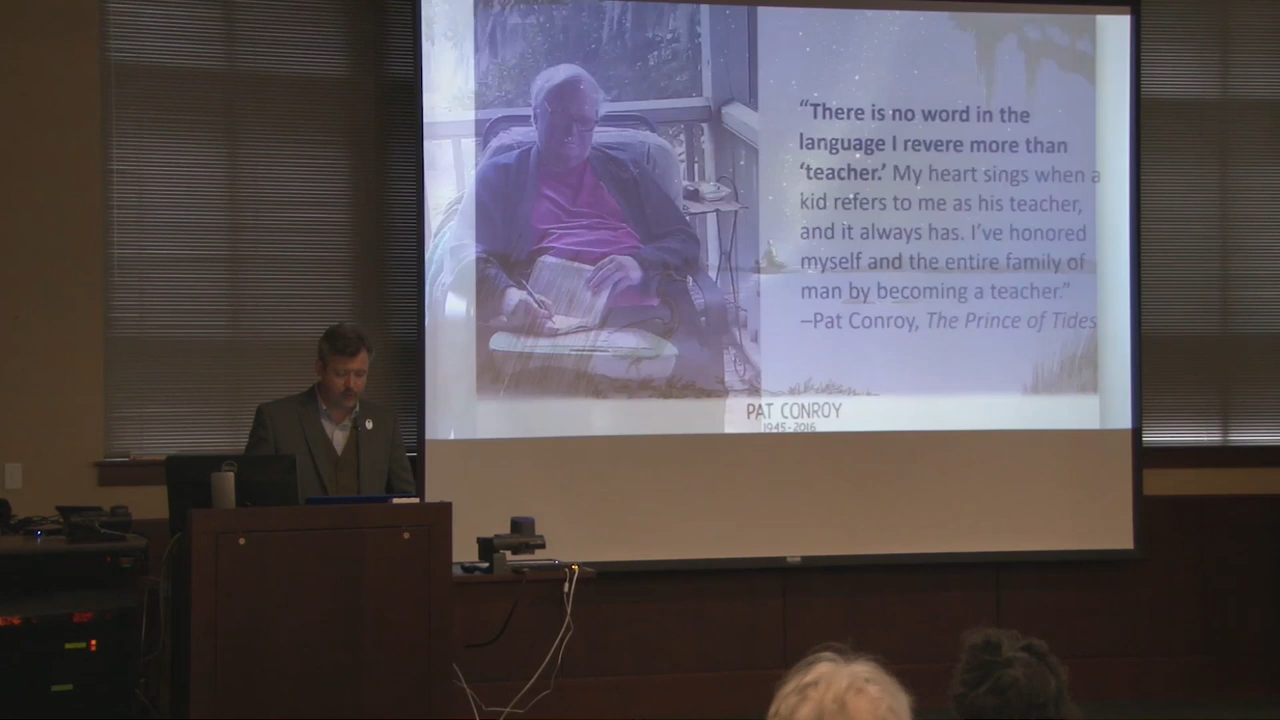 “There is no word in the
language I revere more than
‘teacher.’ My heart sings when a
kid refers to me as his teacher,
and it always has. I’ve honored
myself and the entire family of
man by becoming a teacher.”
–Pat Conroy, The Prince of Tides
PAT CONROY
1945-2016